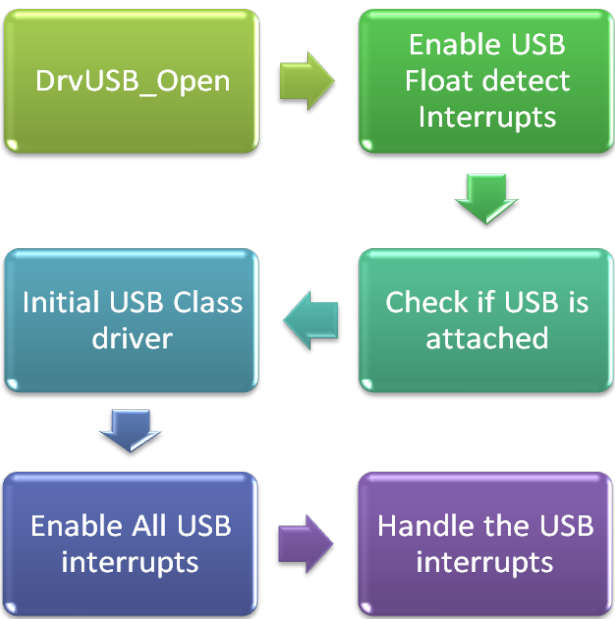 DrvUSB_Open
Enable USB
Float detect
Interrupts
Check if USB is
attached
Initial USB Class
driver
Enable All USB
interrupts
Handle the USB
interrupts